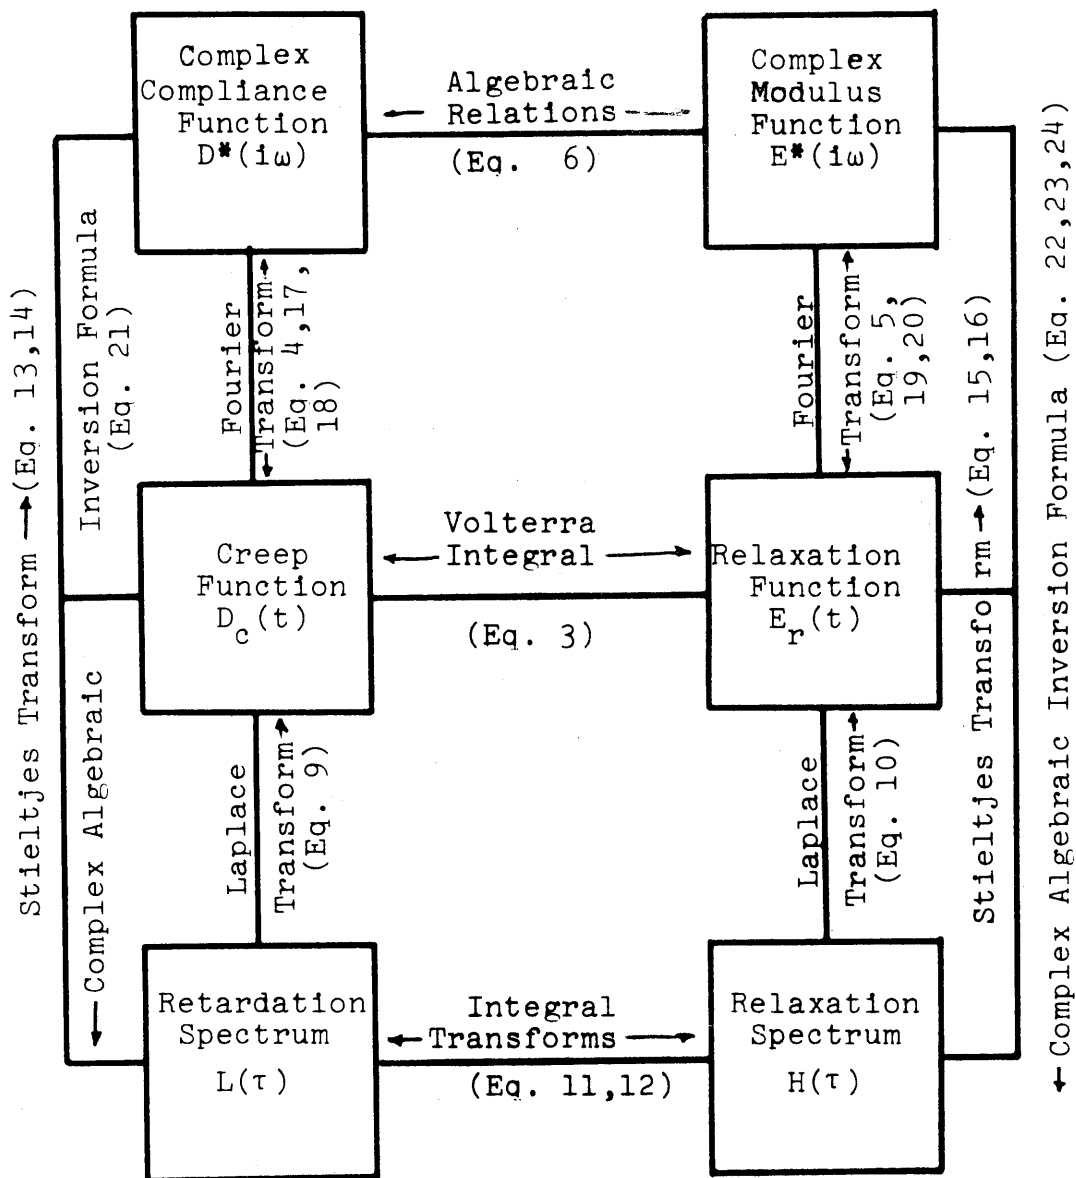 Complex
Compliance
Function
D*(iω)
← Algebraic →
Relations
(Eq. 6)
Complex
Modulus
Function
E*(iω)
Stieltjes Transform → (Eq. 13,14)
← Complex Algebraic Inversion Formula
(Eq. 21)
Fourier
← Transform →
(Eq. 4,17,
18)
Fourier
← Transform →
(Eq. 5,
19,20)
Stieltjes Transform → (Eq. 15,16)
← Complex Algebraic Inversion Formula (Eq. 22,23,24)
Creep
Function
D_c(t)
Volterra
← Integral →
(Eq. 3)
Relaxation
Function
E_r(t)
Laplace
Transform →
(Eq. 9)
Laplace
Transform →
(Eq. 10)
Retardation
Spectrum
L(τ)
Integral
← Transforms →
(Eq. 11,12)
Relaxation
Spectrum
H(τ)